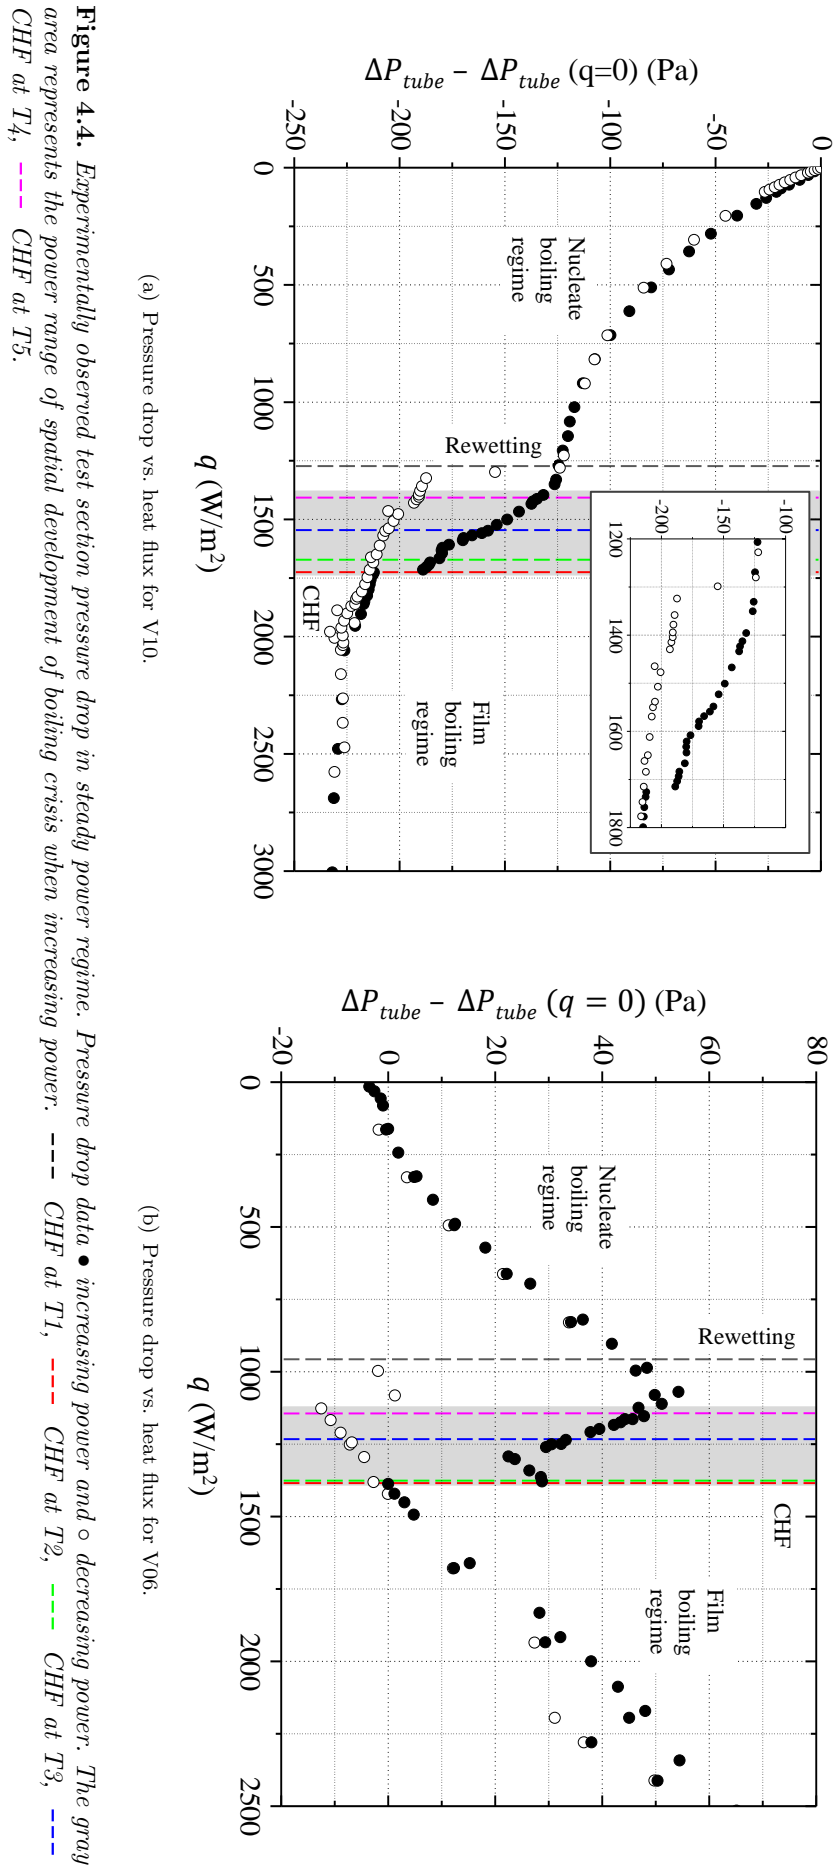 ΔP_tube − ΔP_tube (q=0) (Pa)
0
-50
-100
-150
-200
-250
Nucleate
boiling
regime
Rewetting
CHF
Film
boiling
regime
-100
-150
-200
1200
1400
1600
1800
0
500
1000
1500
2000
2500
3000
q (W/m²)
(a) Pressure drop vs. heat flux for V10.
ΔP_tube − ΔP_tube (q = 0) (Pa)
80
60
40
20
00
-20
Nucleate
boiling
regime
Rewetting
CHF
Film
boiling
regime
0
500
1000
1500
2000
2500
q (W/m²)
(b) Pressure drop vs. heat flux for V06.
Figure 4.4. Experimentally observed test section pressure drop in steady power regime. Pressure drop data ● increasing power and ○ decreasing power. The gray
area represents the power range of spatial development of boiling crisis when increasing power. --- CHF at T1, --- CHF at T2, --- CHF at T3, ---
CHF at T4, --- CHF at T5.